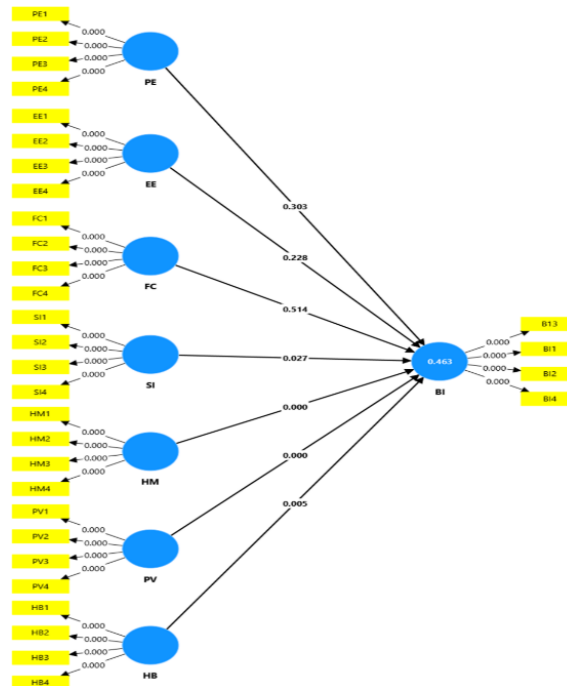 PE1
0.000
PE2
0.000
PE3
0.000
PE4
0.000
PE
EE1
0.000
EE2
0.000
EE3
0.000
EE4
0.000
EE
FC1
0.000
FC2
0.000
FC3
0.000
FC4
0.000
FC
SI1
0.000
SI2
0.000
SI3
0.000
SI4
0.000
SI
HM1
0.000
HM2
0.000
HM3
0.000
HM4
0.000
HM
PV1
0.000
PV2
0.000
PV3
0.000
PV4
0.000
PV
HB1
0.000
HB2
0.000
HB3
0.000
HB4
0.000
HB
0.303
0.228
0.514
0.027
0.000
0.000
0.005
0.463
BI
0.000
B13
0.000
BI1
0.000
BI2
0.000
BI4